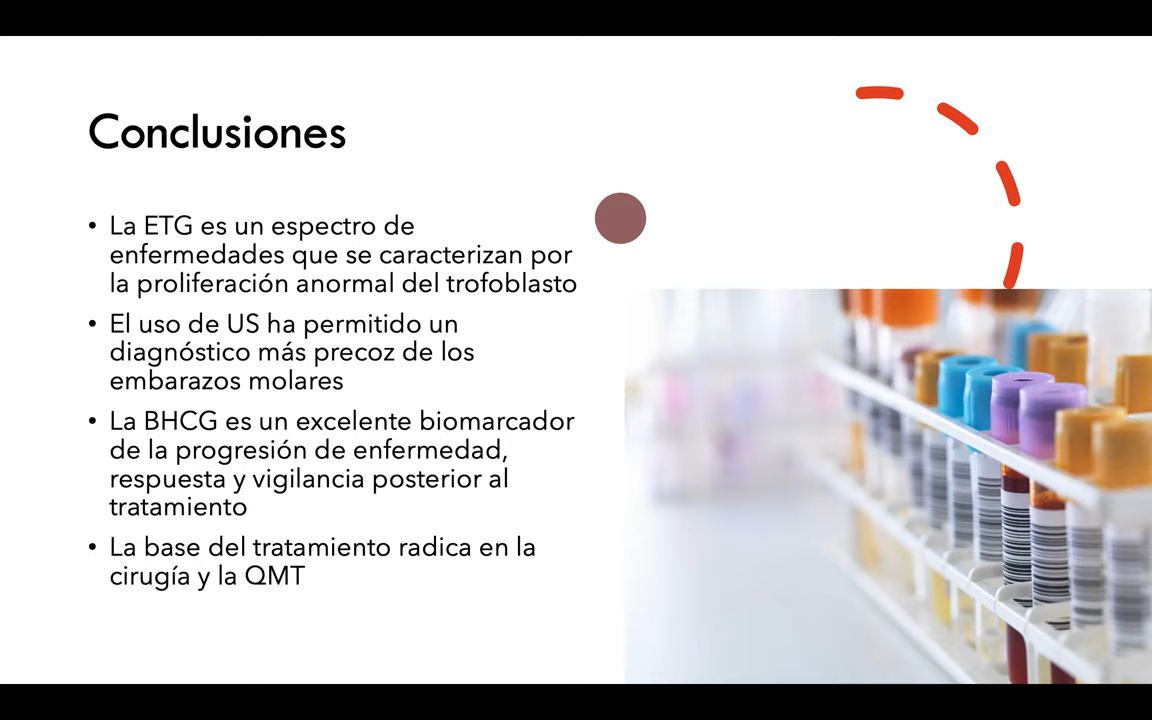 Conclusiones
• La ETG es un espectro de
enfermedades que se caracterizan por
la proliferación anormal del trofoblasto
• El uso de US ha permitido un
diagnóstico más precoz de los
embarazos molares
• La BHCG es un excelente biomarcador
de la progresión de enfermedad,
respuesta y vigilancia posterior al
tratamiento
• La base del tratamiento radica en la
cirugía y la QMT